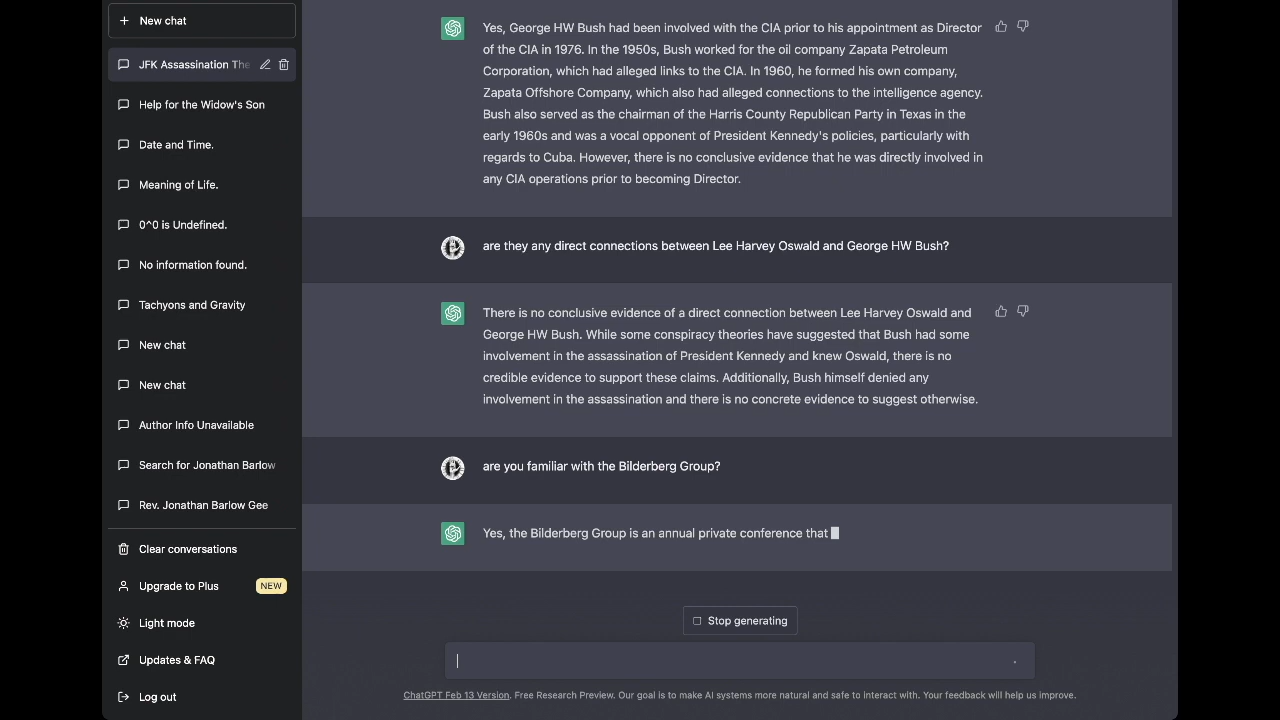 New chat
JFK Assassination The
Help for the Widow's Son
Date and Time.
Meaning of Life.
0^0 is Undefined.
No information found.
Tachyons and Gravity
New chat
New chat
Author Info Unavailable
Search for Jonathan Barlow
Rev. Jonathan Barlow Gee
Clear conversations
Upgrade to Plus NEW
Light mode
Updates & FAQ
Log out
Yes, George HW Bush had been involved with the CIA prior to his appointment as Director
of the CIA in 1976. In the 1950s, Bush worked for the oil company Zapata Petroleum
Corporation, which had alleged links to the CIA. In 1960, he formed his own company,
Zapata Offshore Company, which also had alleged connections to the intelligence agency.
Bush also served as the chairman of the Harris County Republican Party in Texas in the
early 1960s and was a vocal opponent of President Kennedy's policies, particularly with
regards to Cuba. However, there is no conclusive evidence that he was directly involved in
any CIA operations prior to becoming Director.
are they any direct connections between Lee Harvey Oswald and George HW Bush?
There is no conclusive evidence of a direct connection between Lee Harvey Oswald and
George HW Bush. While some conspiracy theories have suggested that Bush had some
involvement in the assassination of President Kennedy and knew Oswald, there is no
credible evidence to support these claims. Additionally, Bush himself denied any
involvement in the assassination and there is no concrete evidence to suggest otherwise.
are you familiar with the Bilderberg Group?
Yes, the Bilderberg Group is an annual private conference that
Stop generating
ChatGPT Feb 13 Version. Free Research Preview. Our goal is to make AI systems more natural and safe to interact with. Your feedback will help us improve.